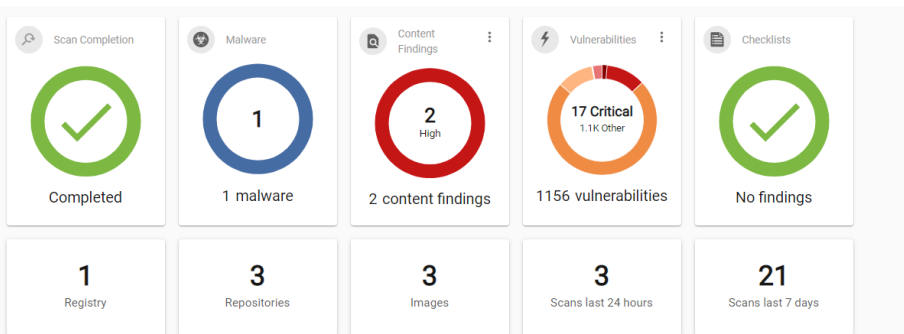 Scan Completion
Completed
Malware
1
1 malware
Content
Findings
2
High
2 content findings
Vulnerabilities
17 Critical
1.1K Other
1156 vulnerabilities
Checklists
No findings
1
Registry
3
Repositories
3
Images
3
Scans last 24 hours
21
Scans last 7 days